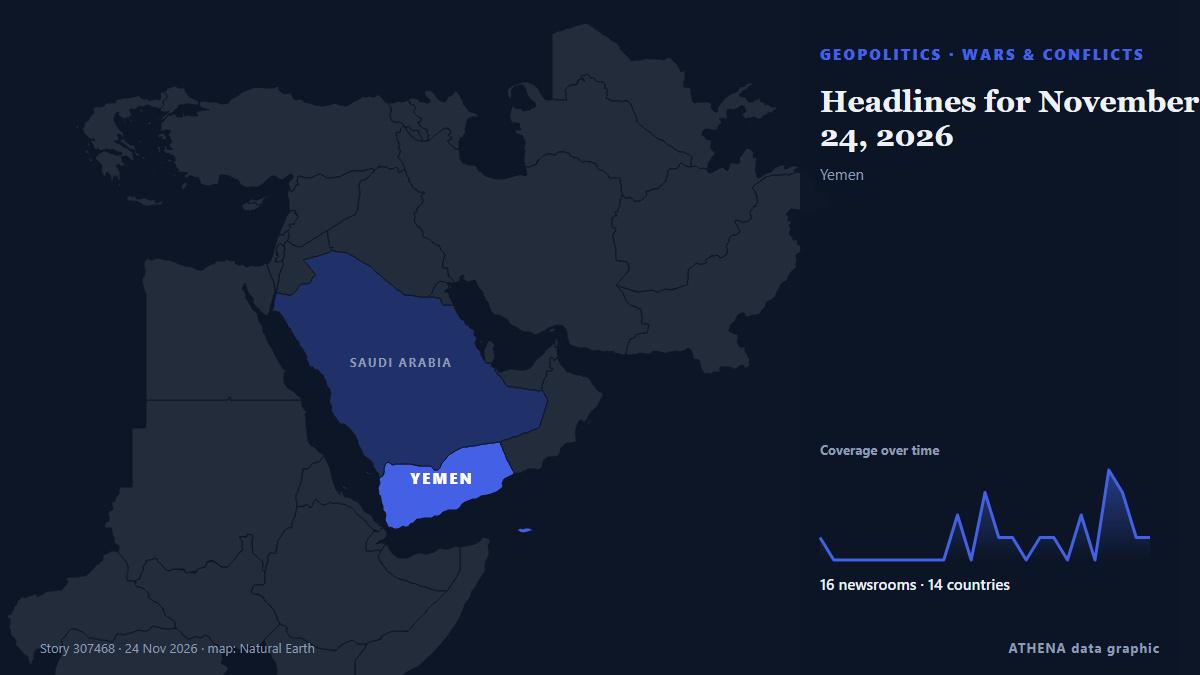 GEOPOLITICS · WARS & CONFLICTS
Headlines for November
24, 2026
Yemen
SAUDI ARABIA
YEMEN
Coverage over time
16 newsrooms · 14 countries
Story 307468 · 24 Nov 2026 · map: Natural Earth
ATHENA data graphic